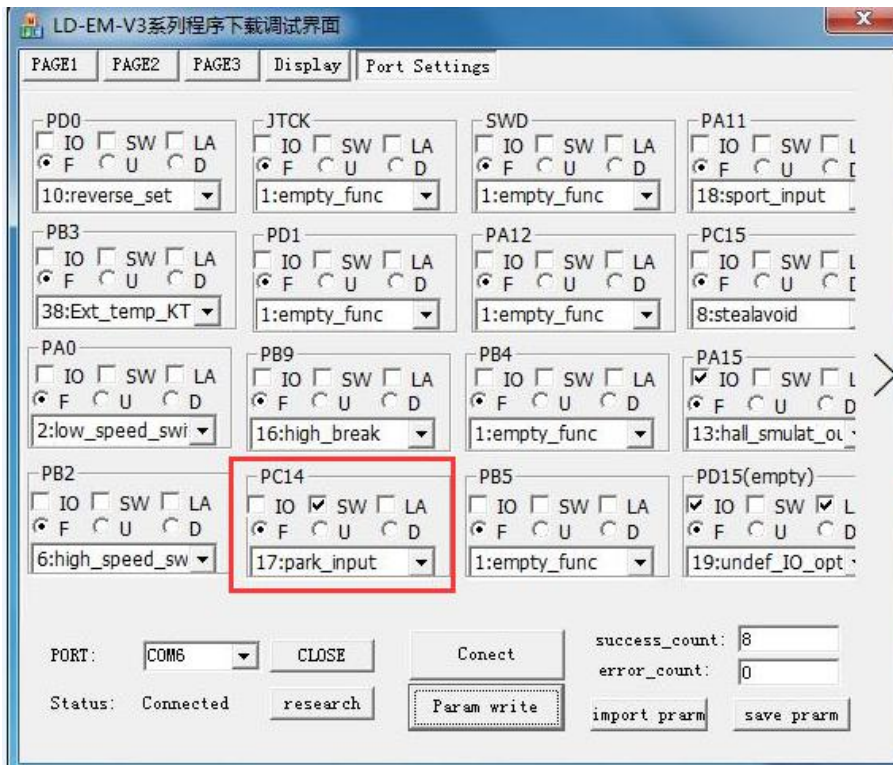 LD-EM-V3系列程序下载调试界面
PAGE1 PAGE2 PAGE3 Display Port Settings
PD0 JTCK SWD PA11
IO SW LA IO SW LA IO SW LA IO SW L
F U D F U D F U D F U D
10:reverse_set 1:empty_func 1:empty_func 18:sport_input
PB3 PD1 PA12 PC15
IO SW LA IO SW LA IO SW LA IO SW L
F U D F U D F U D F U D
38:Ext_temp_KT 1:empty_func 1:empty_func 8:stealavoid
PA0 PB9 PB4 PA15
IO SW LA IO SW LA IO SW LA IO SW L
F U D F U D F U D F U D
2:low_speed_swi 16:high_break 1:empty_func 13:hall_smulat_ou
PB2 PC14 PB5 PD15(empty)
IO SW LA IO SW LA IO SW LA IO SW L
F U D F U D F U D F U D
6:high_speed_sw 17:park_input 1:empty_func 19:undef_IO_opt
PORT: COM6 CLOSE Conect success_count: 8
error_count: 0
Status: Connected research Param write import prarm save prarm